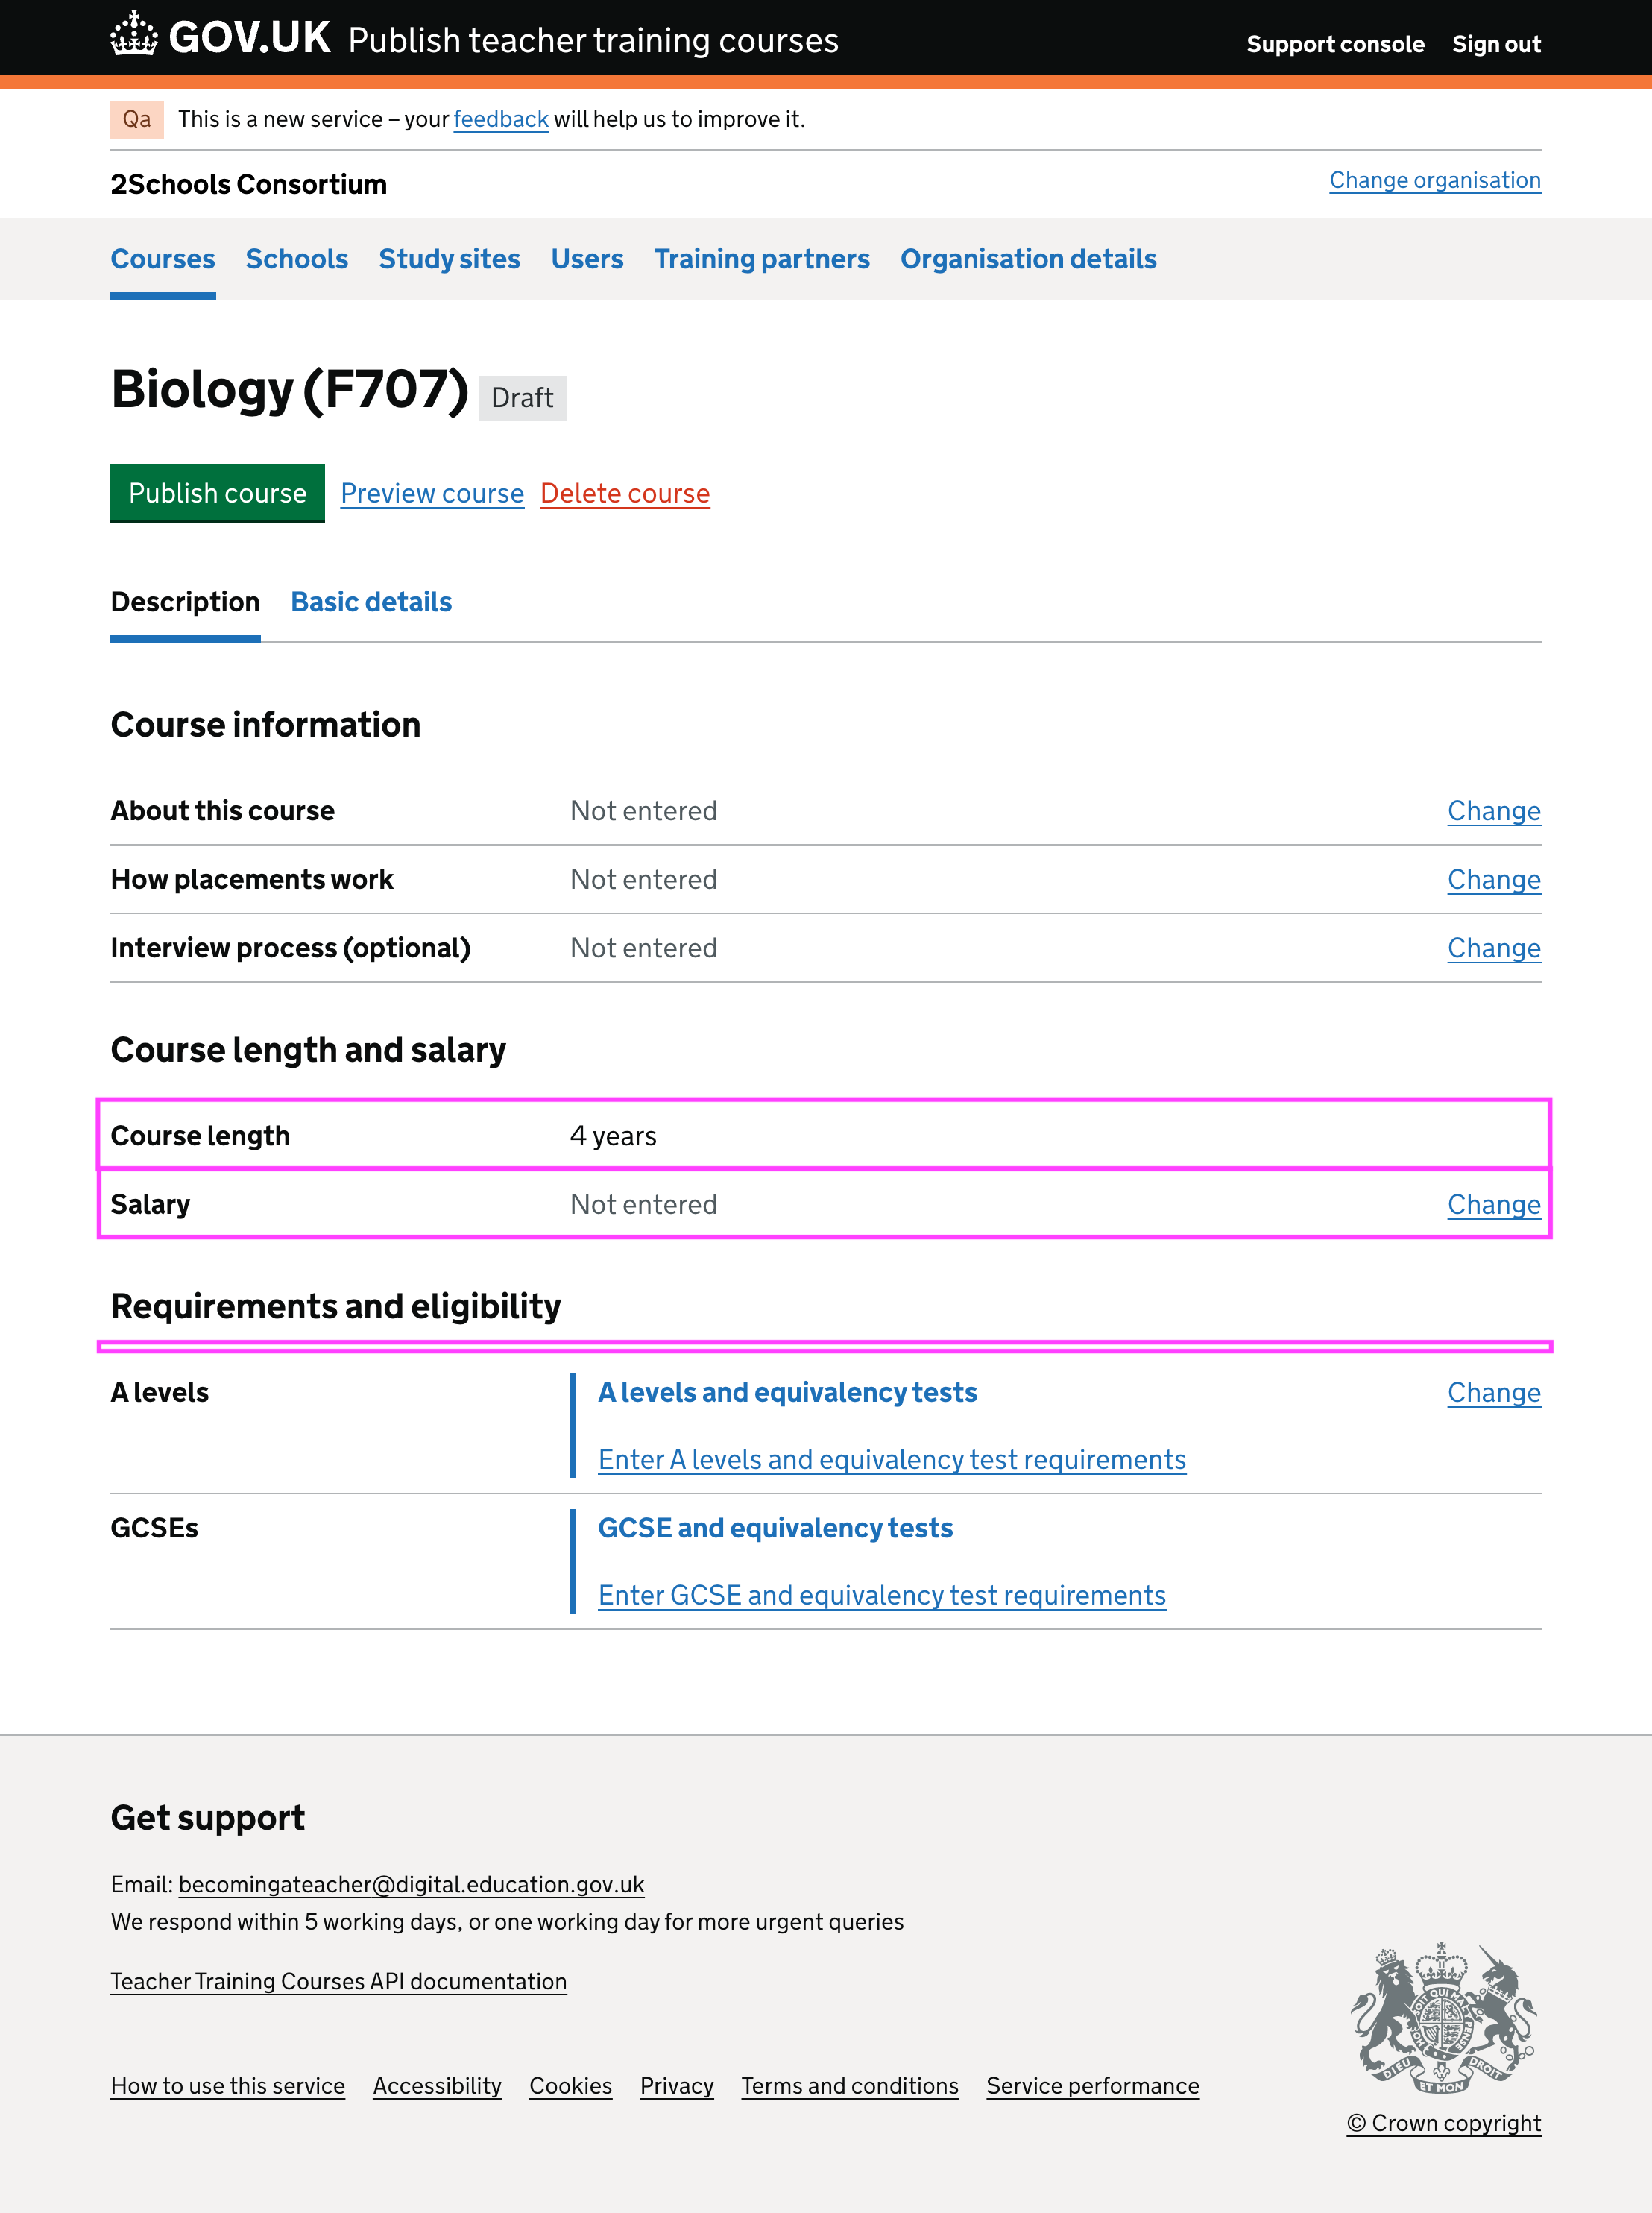 GOV.UK Publish teacher training courses Support console Sign out
Qa This is a new service – your feedback will help us to improve it.
2Schools Consortium Change organisation
Courses Schools Study sites Users Training partners Organisation details
Biology (F707) Draft
Publish course Preview course Delete course
Description Basic details
Course information
About this course Not entered Change
How placements work Not entered Change
Interview process (optional) Not entered Change
Course length and salary
Course length 4 years
Salary Not entered Change
Requirements and eligibility
A levels A levels and equivalency tests Change
Enter A levels and equivalency test requirements
GCSEs GCSE and equivalency tests
Enter GCSE and equivalency test requirements
Get support
Email: becomingateacher@digital.education.gov.uk
We respond within 5 working days, or one working day for more urgent queries
Teacher Training Courses API documentation
DIEU ET MON DROIT
How to use this service Accessibility Cookies Privacy Terms and conditions Service performance
© Crown copyright